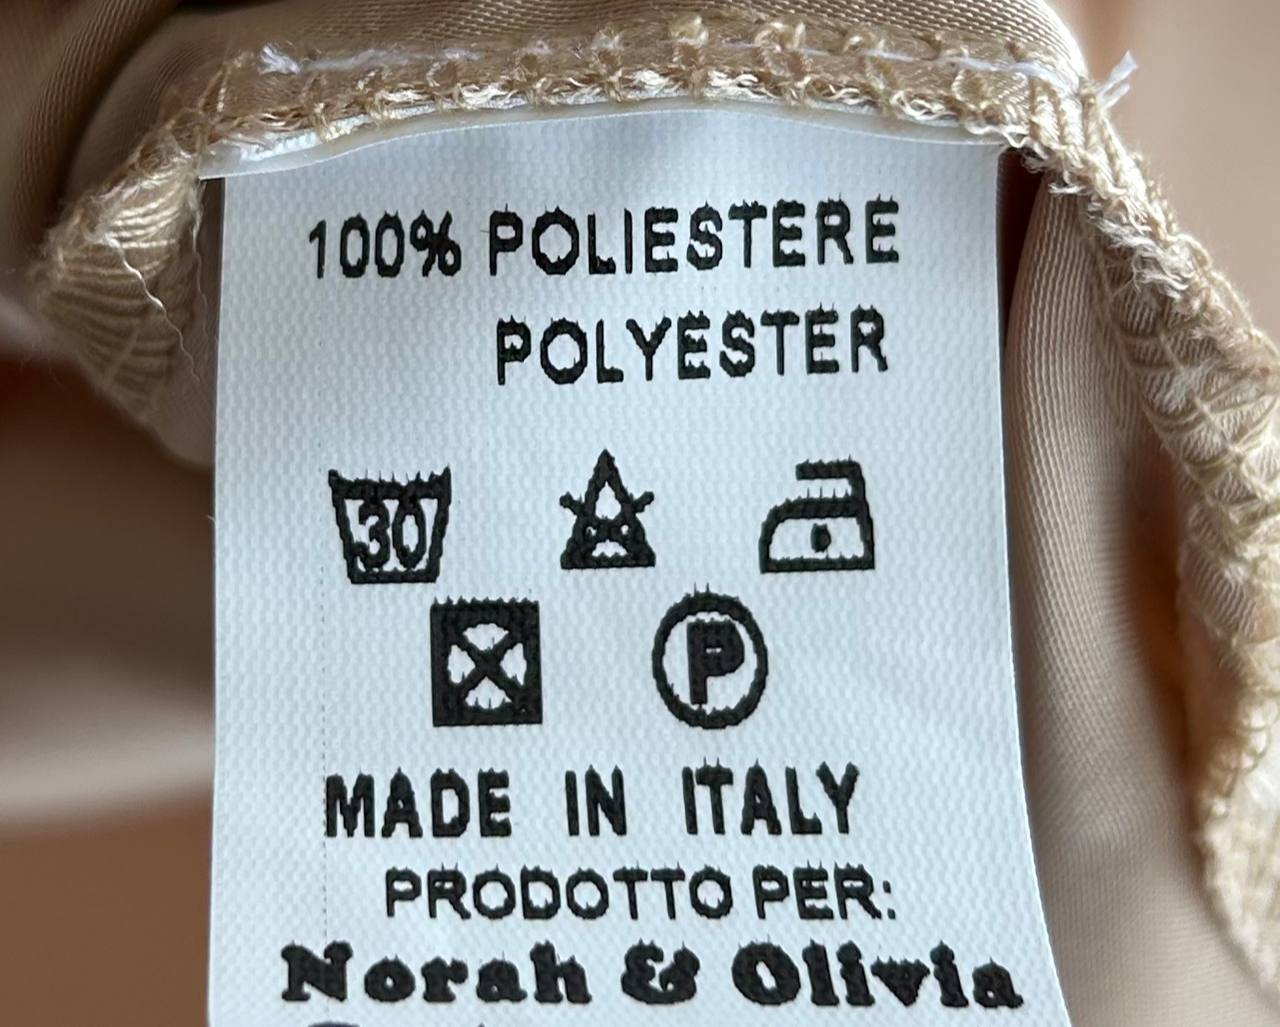 100% POLIESTERE
POLYESTER
30
P
MADE IN ITALY
PRODOTTO PER:
Norah & Olivia